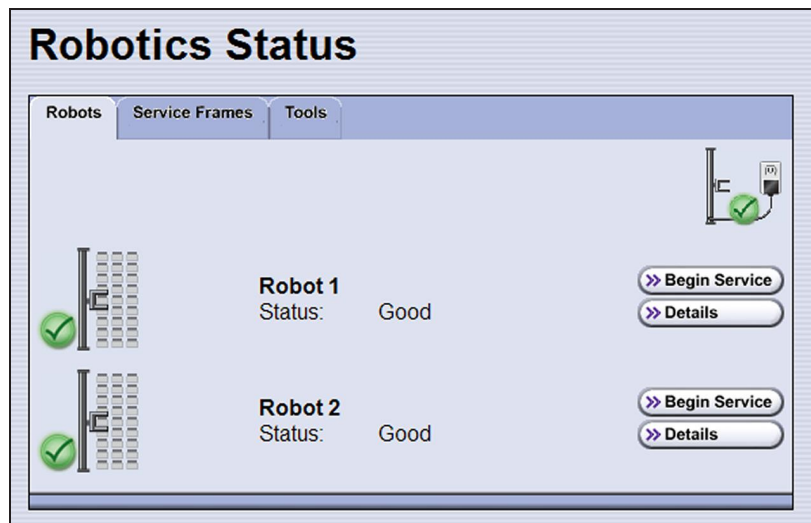 Robotics Status
Robots Service Frames Tools
Robot 1
Status: Good
Begin Service
Details
Robot 2
Status: Good
Begin Service
Details